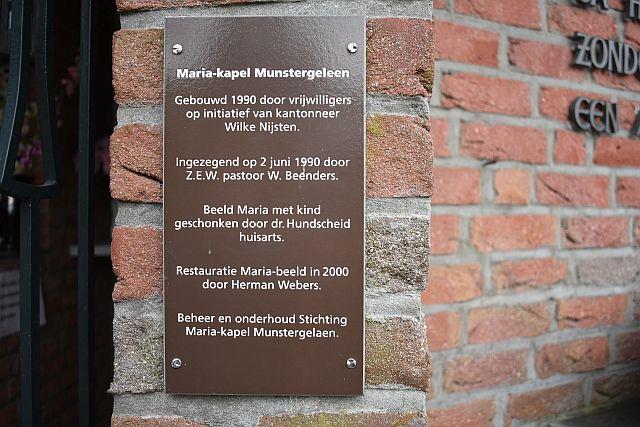 Maria-kapel Munstergeleen
Gebouwd 1990 door vrijwilligers
op initiatief van kantonneer
Wilke Nijsten.
Ingezegend op 2 juni 1990 door
Z.E.W. pastoor W. Beenders.
Beeld Maria met kind
geschonken door dr. Hundscheid
huisarts.
Restauratie Maria-beeld in 2000
door Herman Webers.
Beheer en onderhoud Stichting
Maria-kapel Munstergelaen.
ZONDE
EEN